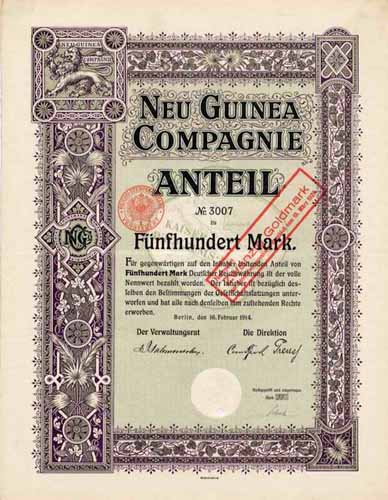 NEU GUINEA
COMPAGNIE
NEU GUINEA
COMPAGNIE
ANTEIL
No 3007
zu
Fünfhundert Mark.
Für gegenwärtigen auf den Inhaber lautenden Anteil von
Fünfhundert Mark Deutscher Reichswährung ist der volle
Nennwert bezahlt worden. Der Inhaber ist bezüglich des-
selben den Bestimmungen der Gesellschaftssatzungen unter-
worfen und hat alle nach denselben ihm zustehenden Rechte
erworben.
Berlin, den 16. Februar 1914.
Der Verwaltungsrat
Die Direktion
NGC
Goldmark